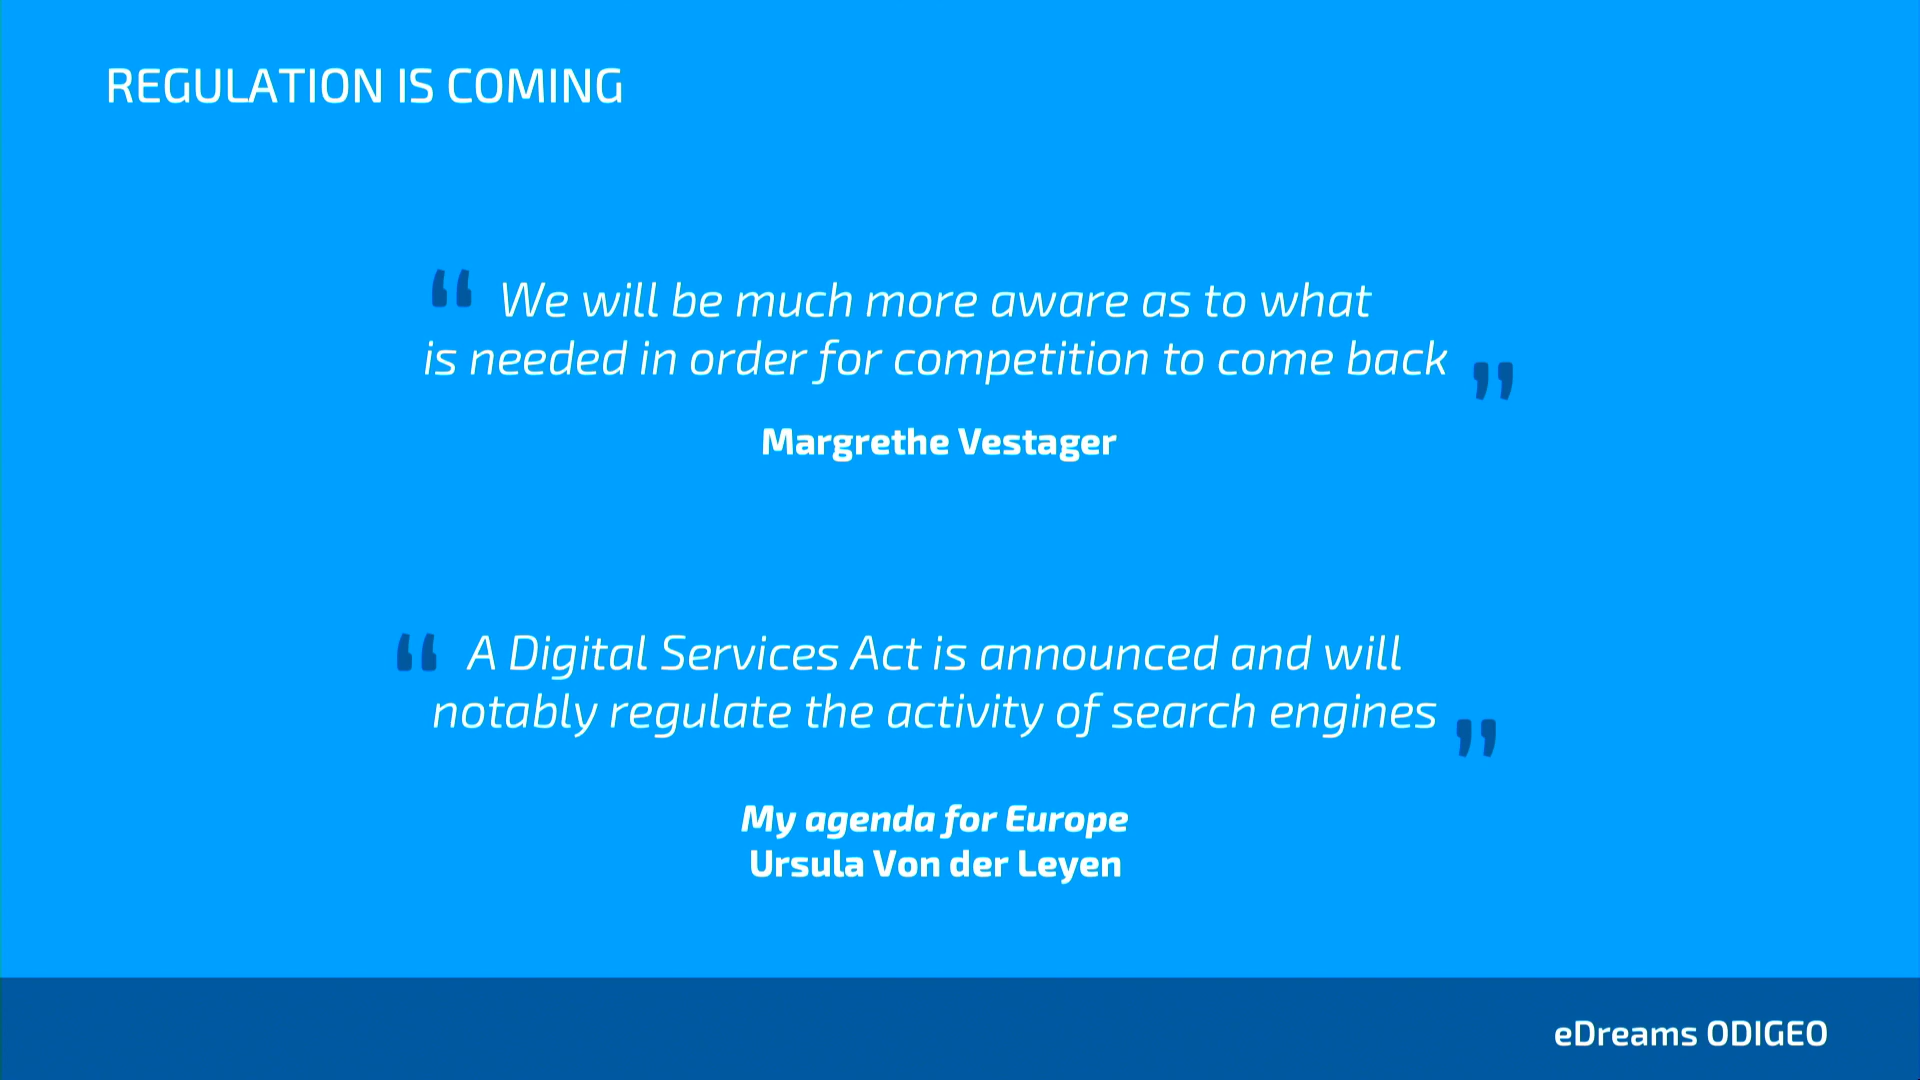 REGULATION IS COMING
“ We will be much more aware as to what
is needed in order for competition to come back ”
Margrethe Vestager
“ A Digital Services Act is announced and will
notably regulate the activity of search engines ”
My agenda for Europe
Ursula Von der Leyen
eDreams ODIGEO